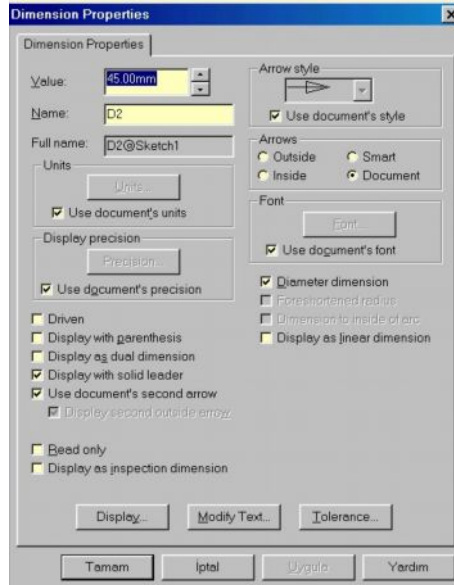 Dimension Properties
Dimension Properties
Value: 45.00mm
Name: D2
Full name: D2@Sketch1
Units
Units...
Use document's units
Display precision
Precision...
Use document's precision
Driven
Display with parenthesis
Display as dual dimension
Display with solid leader
Use document's second arrow
Display second outside arrow
Read only
Display as inspection dimension
Arrow style
Use document's style
Arrows
Outside Smart
Inside Document
Font
Font...
Use document's font
Diameter dimension
Foreshortened radius
Dimension to inside of arc
Display as linear dimension
Display... Modify Text... Tolerance...
Tamam İptal Uygula Yardım